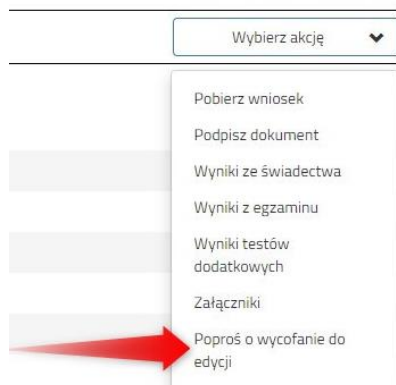 Wybierz akcję
Pobierz wniosek
Podpisz dokument
Wyniki ze świadectwa
Wyniki z egzaminu
Wyniki testów
dodatkowych
Załączniki
Poproś o wycofanie do
edycji